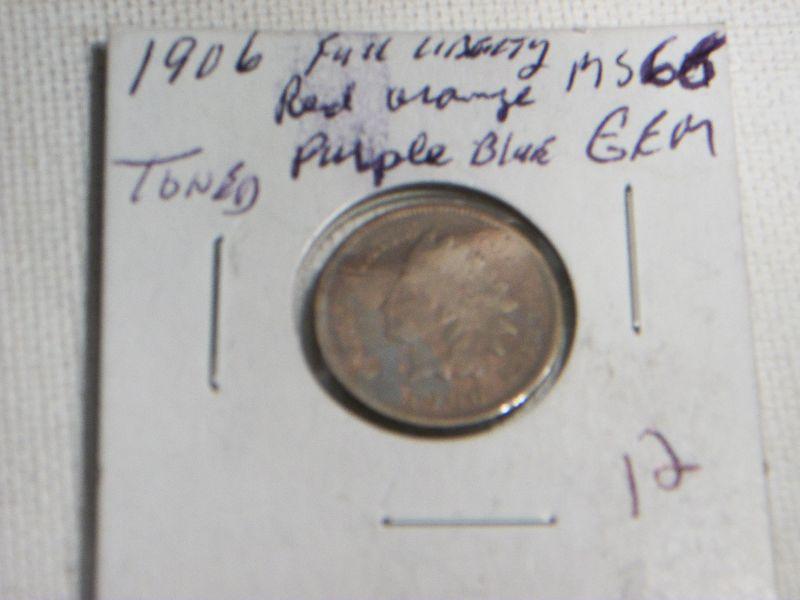 1906 Full LIBERTY MS66
Red orange
Purple Blue GEM
TONED
12